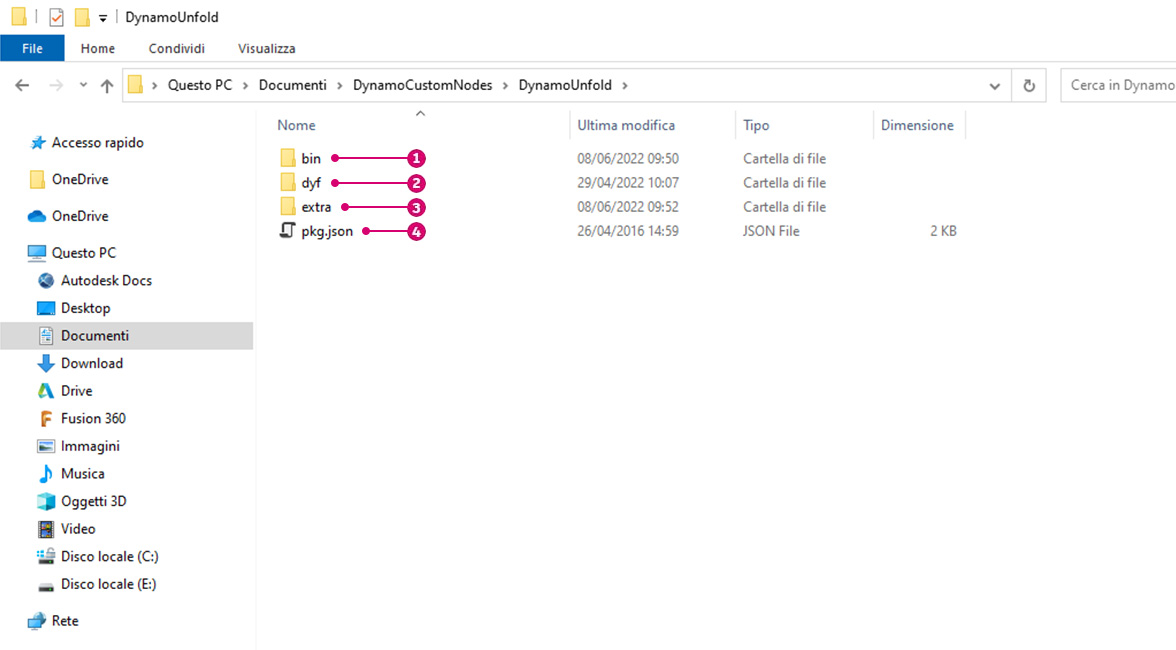 DynamoUnfold
File Home Condividi Visualizza
Questo PC > Documenti > DynamoCustomNodes > DynamoUnfold > Cerca in Dynamo
Nome Ultima modifica Tipo Dimensione
bin 1 08/06/2022 09:50 Cartella di file
dyf 2 29/04/2022 10:07 Cartella di file
extra 3 08/06/2022 09:52 Cartella di file
pkg.json 4 26/04/2016 14:59 JSON File 2 KB
Accesso rapido
OneDrive
OneDrive
Questo PC
Autodesk Docs
Desktop
Documenti
Download
Drive
Fusion 360
Immagini
Musica
Oggetti 3D
Video
Disco locale (C:)
Disco locale (E:)
Rete